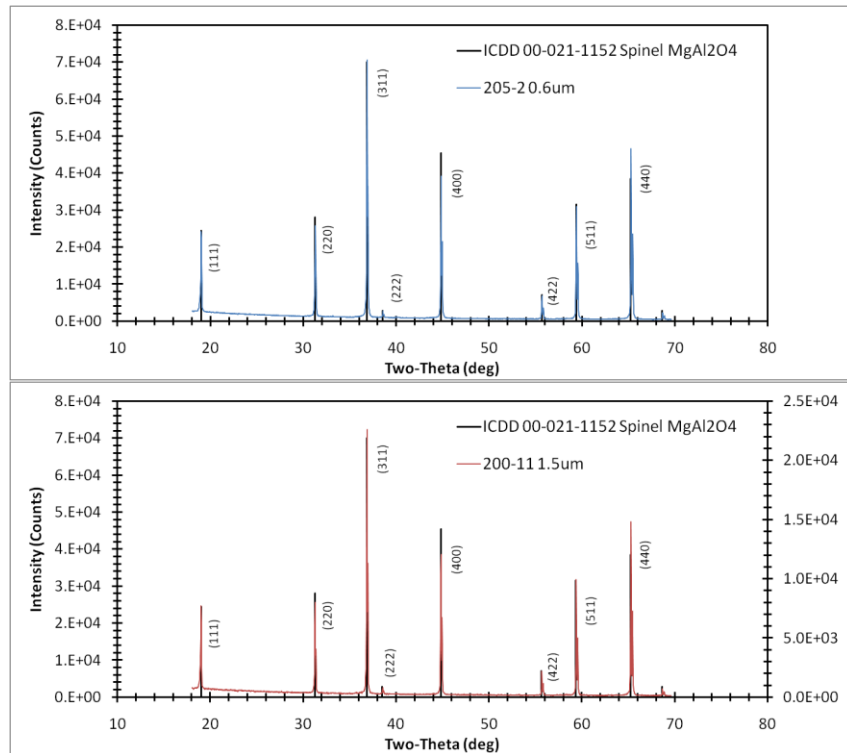 8.E+04
7.E+04
6.E+04
5.E+04
4.E+04
3.E+04
2.E+04
1.E+04
0.E+00
Intensity (Counts)
ICDD 00-021-1152 Spinel MgAl2O4
205-2 0.6um
(111)
(220)
(311)
(222)
(400)
(422)
(511)
(440)
10 20 30 40 50 60 70 80
Two-Theta (deg)
8.E+04
7.E+04
6.E+04
5.E+04
4.E+04
3.E+04
2.E+04
1.E+04
0.E+00
Intensity (Counts)
ICDD 00-021-1152 Spinel MgAl2O4
200-11 1.5um
(111)
(220)
(311)
(222)
(400)
(422)
(511)
(440)
2.5E+04
2.0E+04
1.5E+04
1.0E+04
5.0E+03
0.0E+00
10 20 30 40 50 60 70 80
Two-Theta (deg)